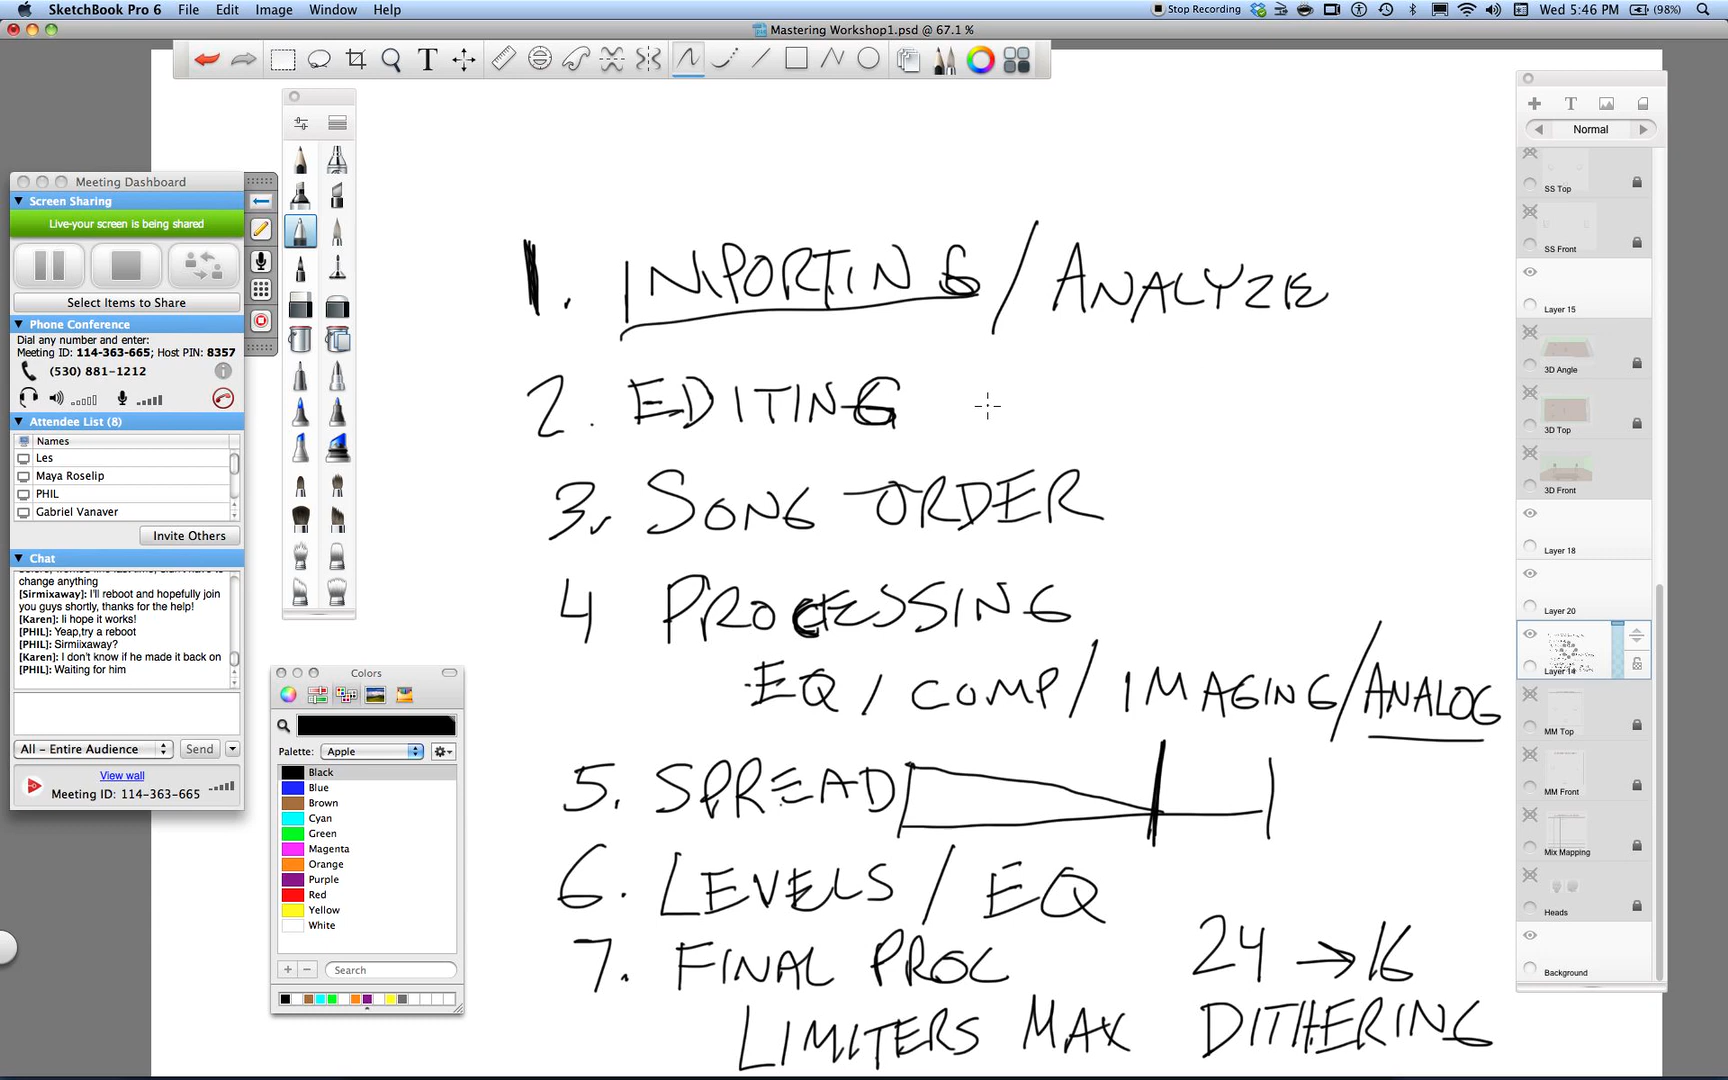 SketchBook Pro 6 File Edit Image Window Help
Stop Recording Wed 5:46 PM (98%)
Mastering Workshop1.psd @ 67.1 %
T
T
Normal
SS Top
SS Front
Layer 15
3D Angle
3D Top
3D Front
Layer 18
Layer 20
Layer 14
MM Top
MM Front
Mix Mapping
Heads
Background
Meeting Dashboard
Screen Sharing
Live-your screen is being shared
Select Items to Share
Phone Conference
Dial any number and enter:
Meeting ID: 114-363-665; Host PIN: 8357
(530) 881-1212
Attendee List (8)
Names
Les
Maya Roselip
PHIL
Gabriel Vanaver
Invite Others
Chat
change anything
[Sirmixaway]: I'll reboot and hopefully join
you guys shortly, thanks for the help!
[Karen]: Ii hope it works!
[PHIL]: Yeap,try a reboot
[PHIL]: Sirmiixaway?
[Karen]: I don't know if he made it back on
[PHIL]: Waiting for him
All - Entire Audience Send
View wall
Meeting ID: 114-363-665
Colors
Palette: Apple
Black
Blue
Brown
Cyan
Green
Magenta
Orange
Purple
Red
Yellow
White
Search
1. IMPORTING / ANALYZE
2. EDITING
3. SONG ORDER
4 PROCESSING
EQ / COMP / IMAGING / ANALOG
5. SPREAD
6. LEVELS / EQ
7. FINAL PROC 24 → 16
LIMITERS MAX DITHERING